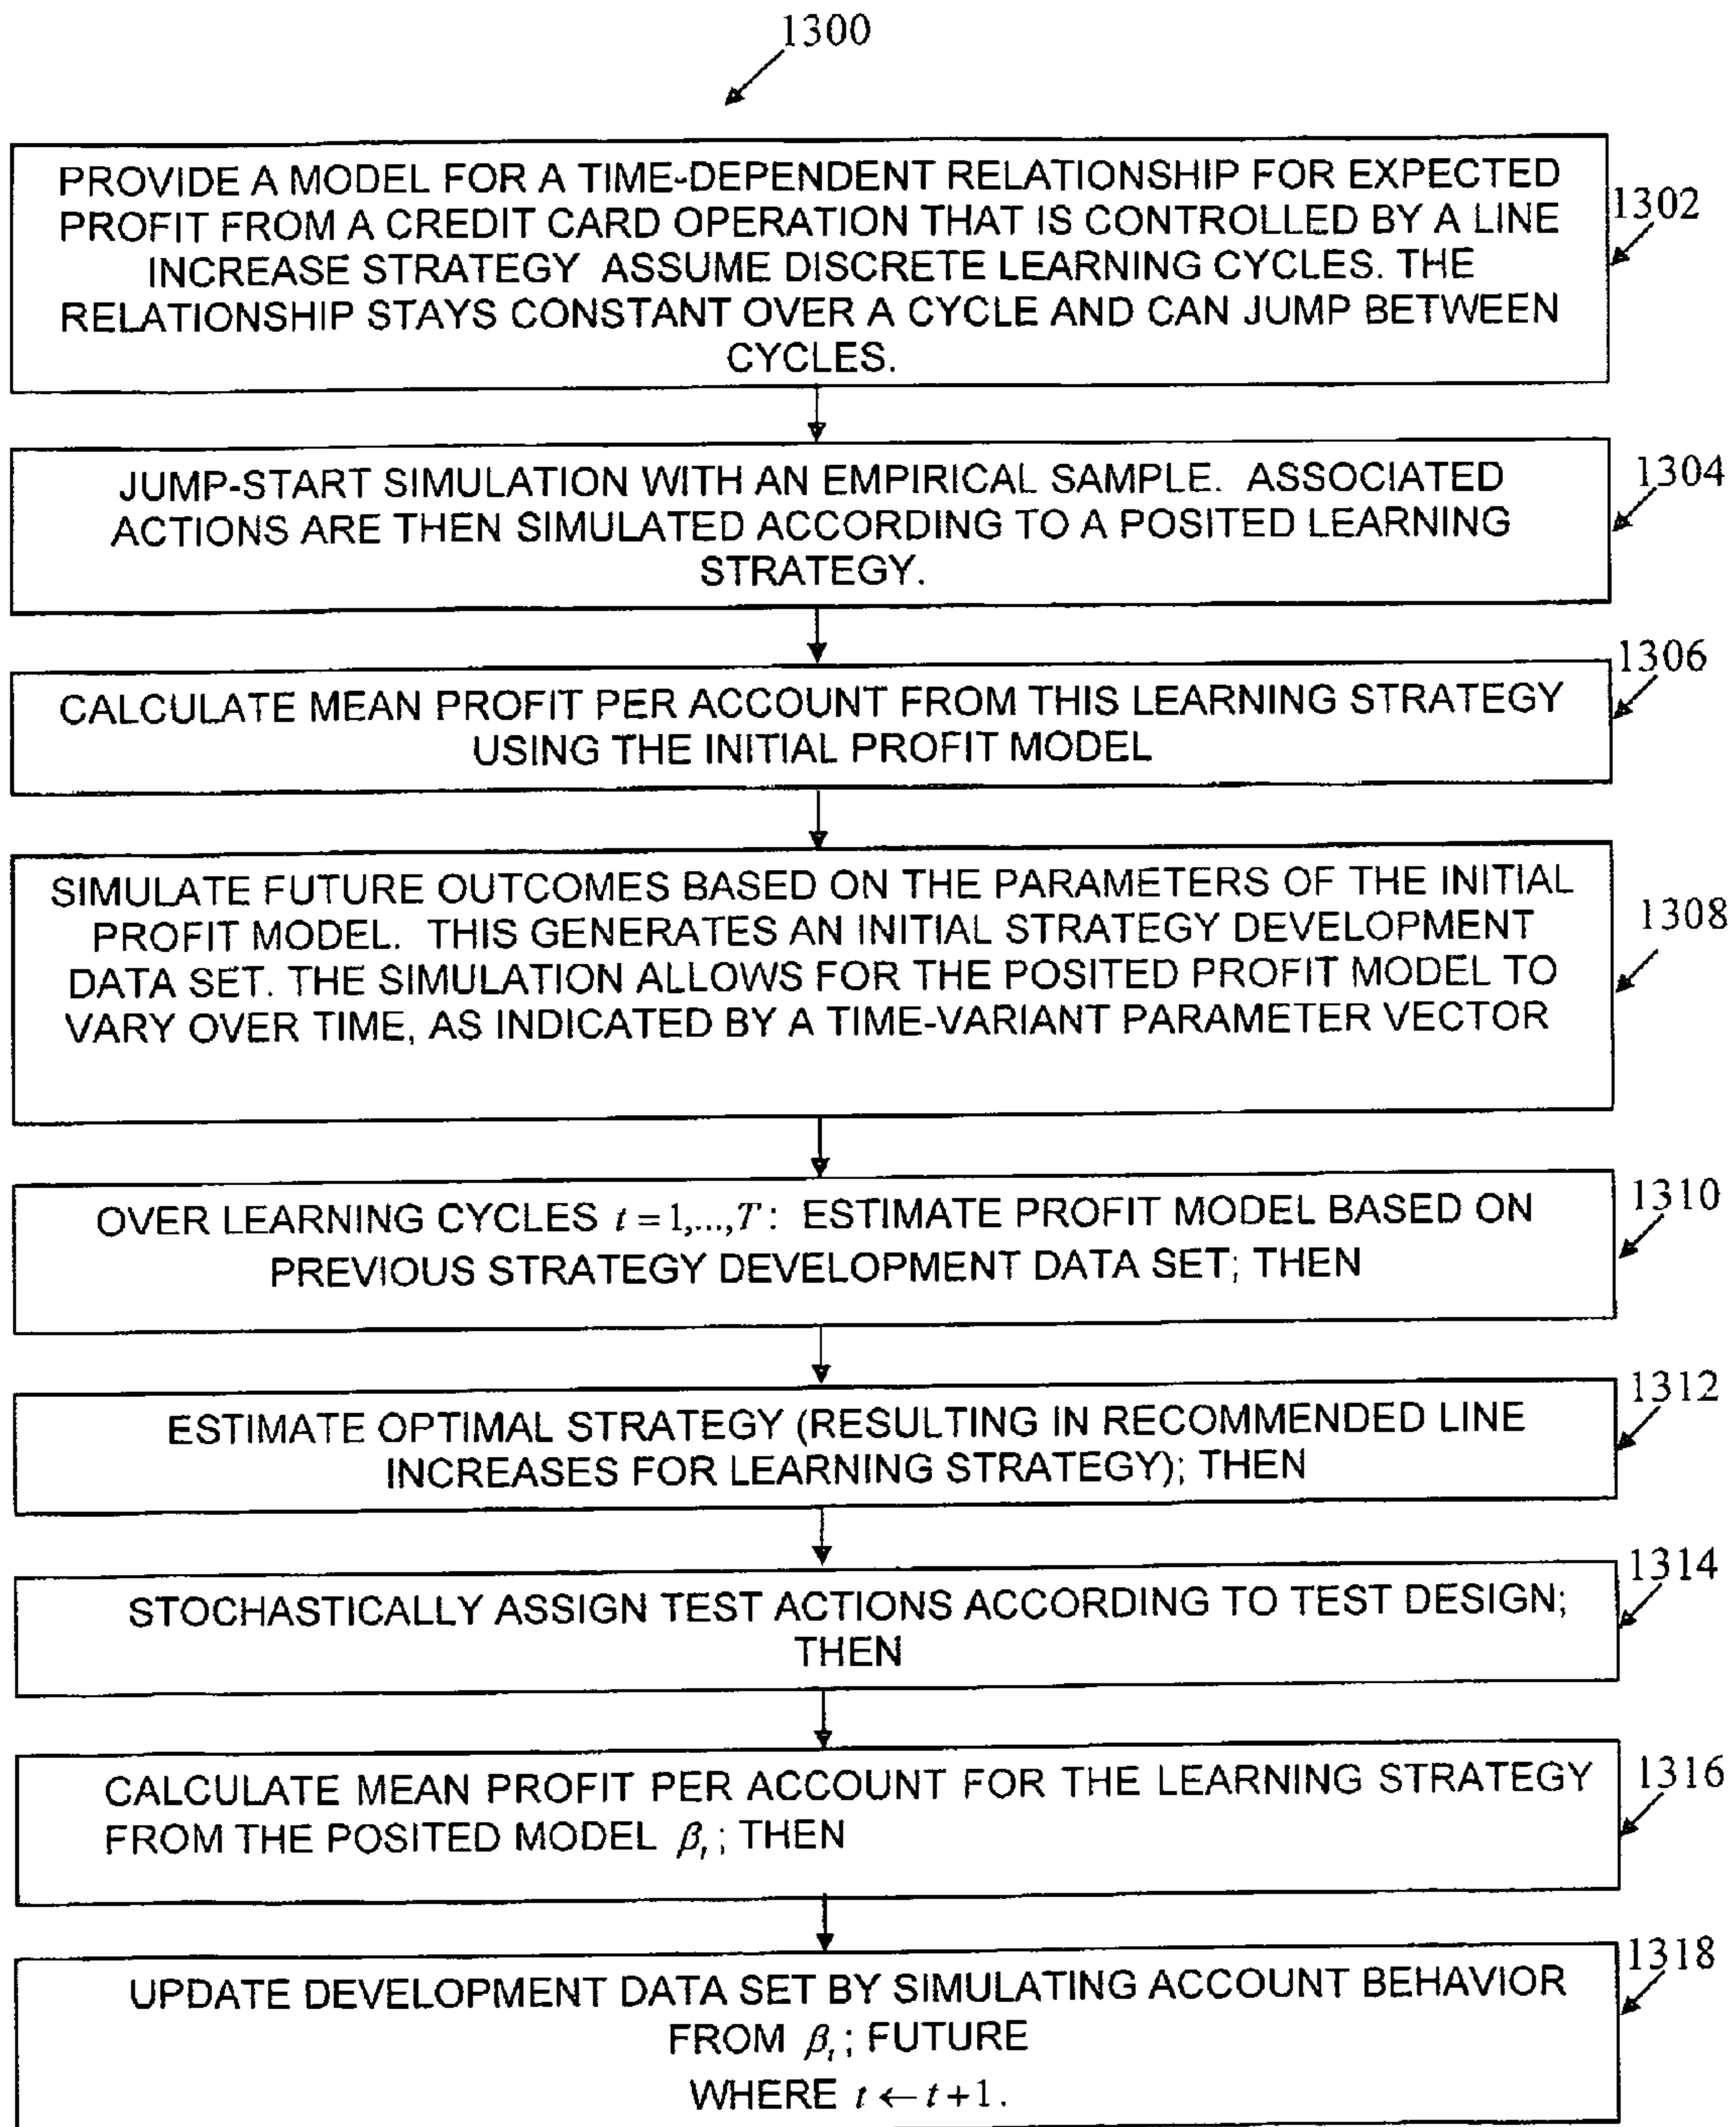 1300
PROVIDE A MODEL FOR A TIME-DEPENDENT RELATIONSHIP FOR EXPECTED
PROFIT FROM A CREDIT CARD OPERATION THAT IS CONTROLLED BY A LINE
INCREASE STRATEGY ASSUME DISCRETE LEARNING CYCLES. THE
RELATIONSHIP STAYS CONSTANT OVER A CYCLE AND CAN JUMP BETWEEN
CYCLES.
1302
JUMP-START SIMULATION WITH AN EMPIRICAL SAMPLE. ASSOCIATED
ACTIONS ARE THEN SIMULATED ACCORDING TO A POSITED LEARNING
STRATEGY.
1304
CALCULATE MEAN PROFIT PER ACCOUNT FROM THIS LEARNING STRATEGY
USING THE INITIAL PROFIT MODEL
1306
SIMULATE FUTURE OUTCOMES BASED ON THE PARAMETERS OF THE INITIAL
PROFIT MODEL. THIS GENERATES AN INITIAL STRATEGY DEVELOPMENT
DATA SET. THE SIMULATION ALLOWS FOR THE POSITED PROFIT MODEL TO
VARY OVER TIME, AS INDICATED BY A TIME-VARIANT PARAMETER VECTOR
1308
OVER LEARNING CYCLES t = 1,...,T: ESTIMATE PROFIT MODEL BASED ON
PREVIOUS STRATEGY DEVELOPMENT DATA SET; THEN
1310
ESTIMATE OPTIMAL STRATEGY (RESULTING IN RECOMMENDED LINE
INCREASES FOR LEARNING STRATEGY); THEN
1312
STOCHASTICALLY ASSIGN TEST ACTIONS ACCORDING TO TEST DESIGN;
THEN
1314
CALCULATE MEAN PROFIT PER ACCOUNT FOR THE LEARNING STRATEGY
FROM THE POSITED MODEL βₜ; THEN
1316
UPDATE DEVELOPMENT DATA SET BY SIMULATING ACCOUNT BEHAVIOR
FROM βₜ; FUTURE
WHERE t ← t+1.
1318